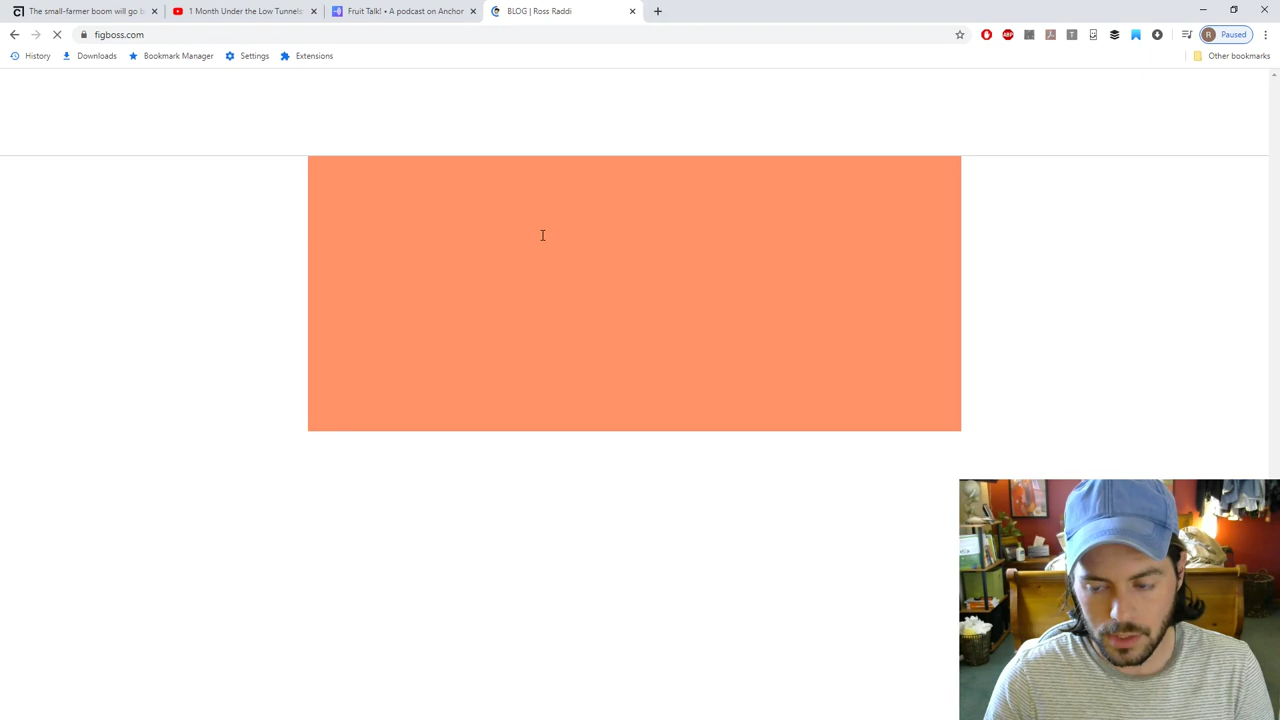 The small-farmer boom will go b
1 Month Under the Low Tunnels
Fruit Talk! • A podcast on Anchor
BLOG | Ross Raddi
figboss.com
ABP
T
R
Paused
History
Downloads
Bookmark Manager
Settings
Extensions
Other bookmarks